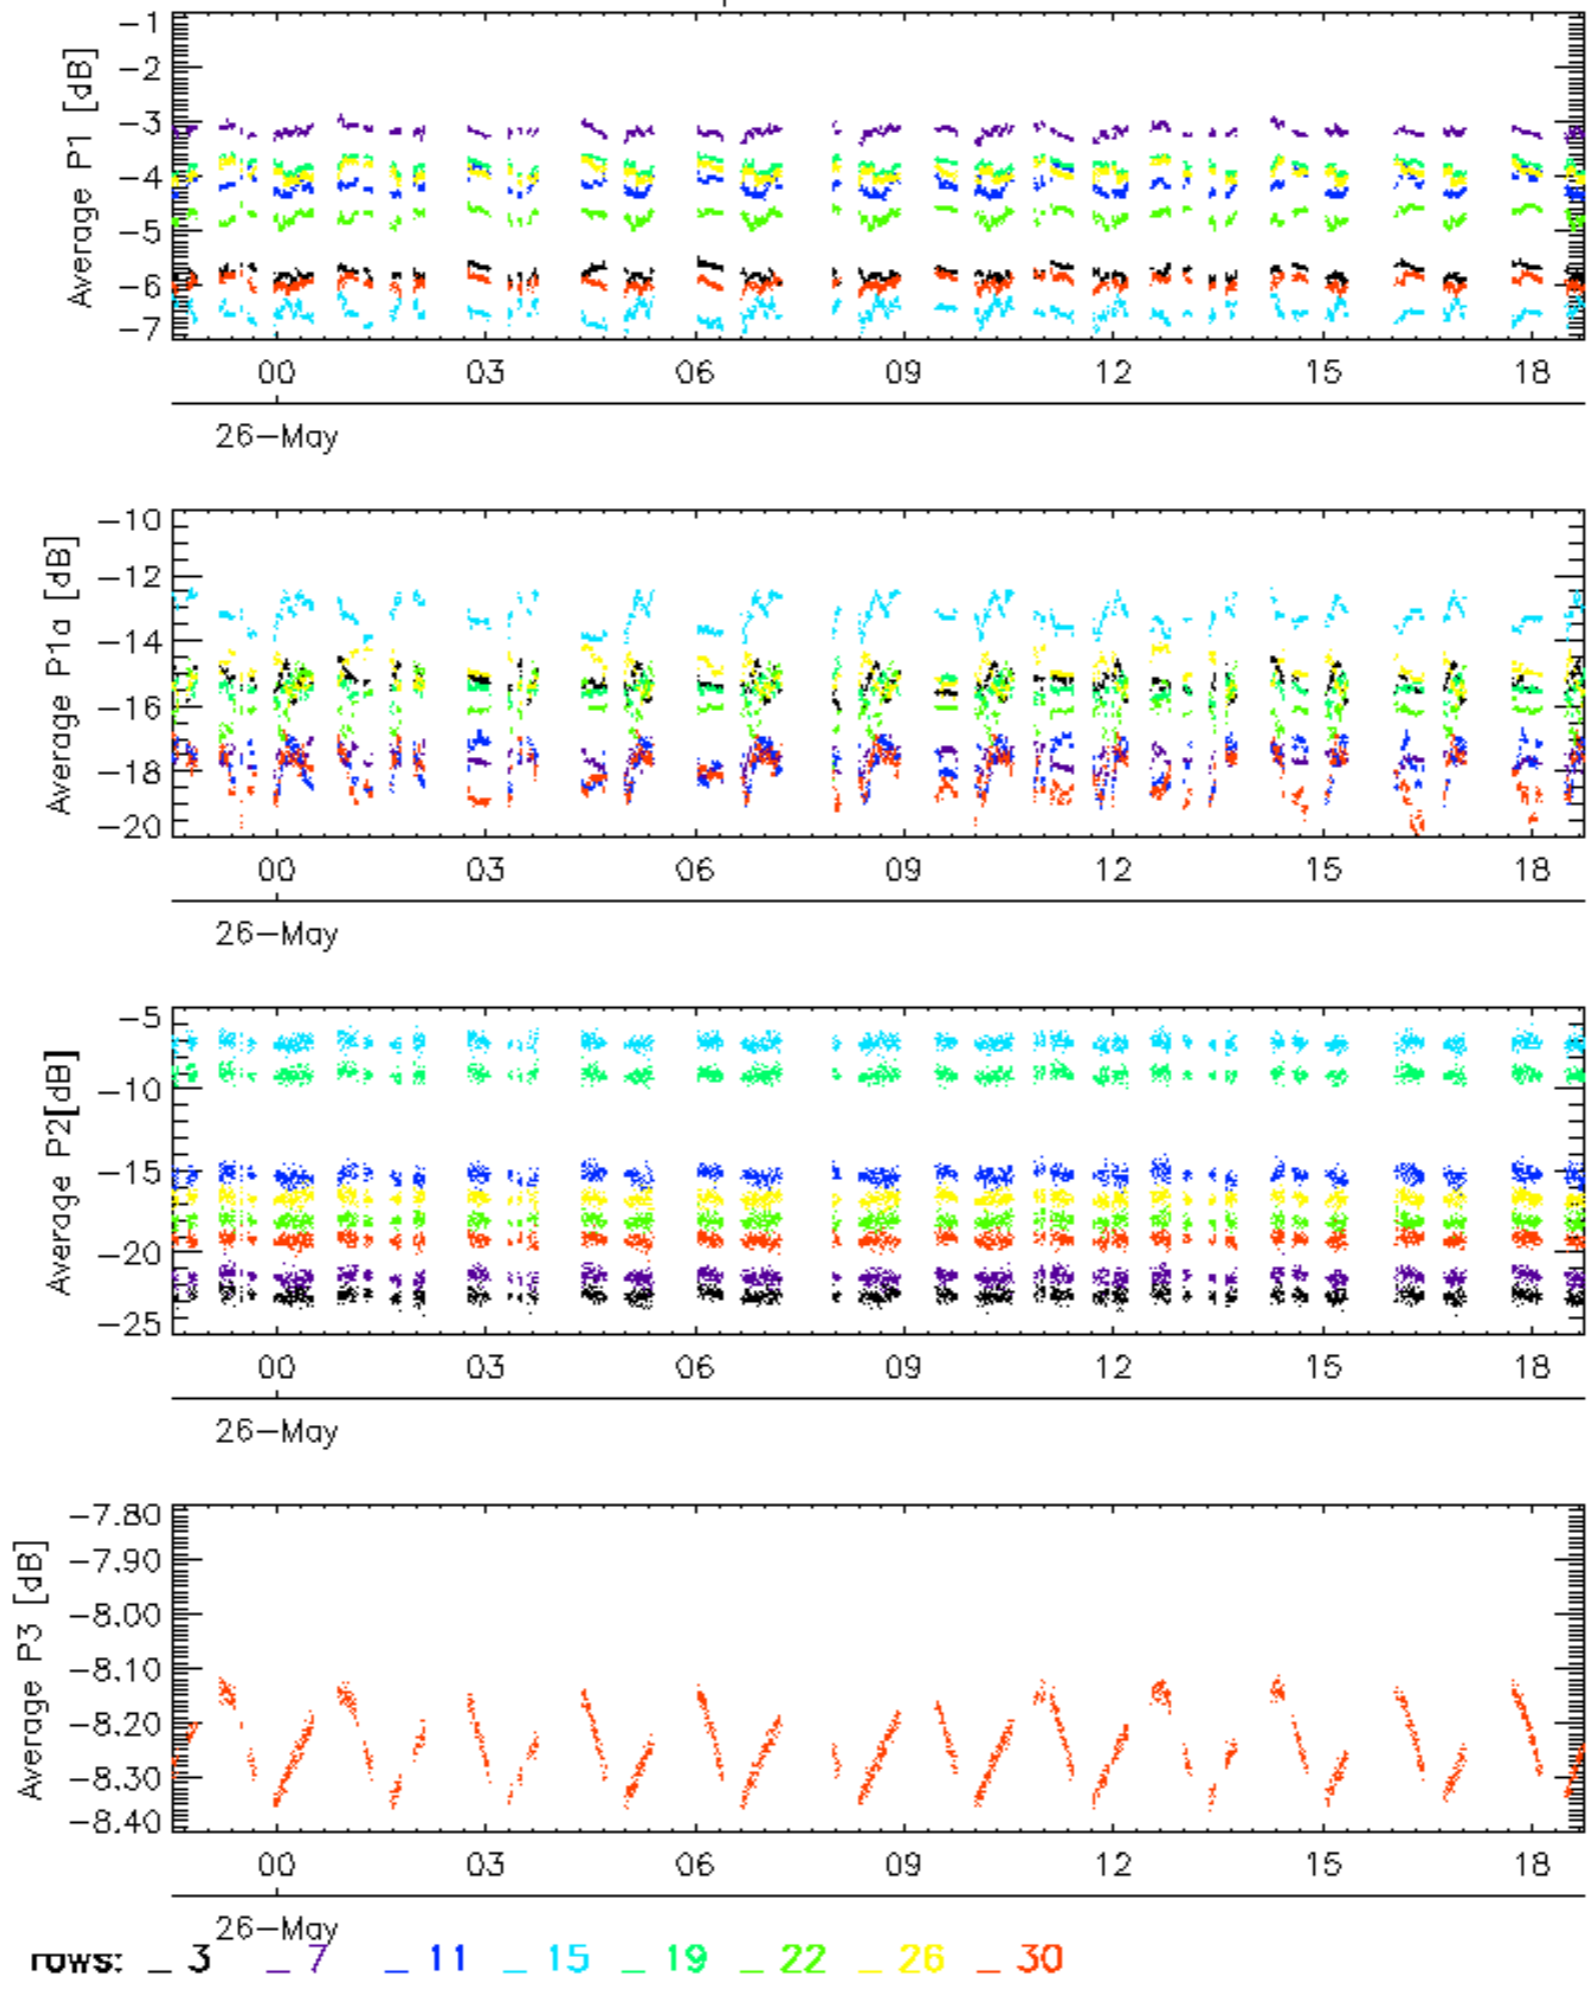 Average P1 [dB]
-1
-2
-3
-4
-5
-6
-7
00 03 06 09 12 15 18
26-May
Average P1a [dB]
-10
-12
-14
-16
-18
-20
00 03 06 09 12 15 18
26-May
Average P2[dB]
-5
-10
-15
-20
-25
00 03 06 09 12 15 18
26-May
Average P3 [dB]
-7.80
-7.90
-8.00
-8.10
-8.20
-8.30
-8.40
00 03 06 09 12 15 18
26-May
rows: _ 3 _ 7 _ 11 _ 15 _ 19 _ 22 _ 26 _ 30